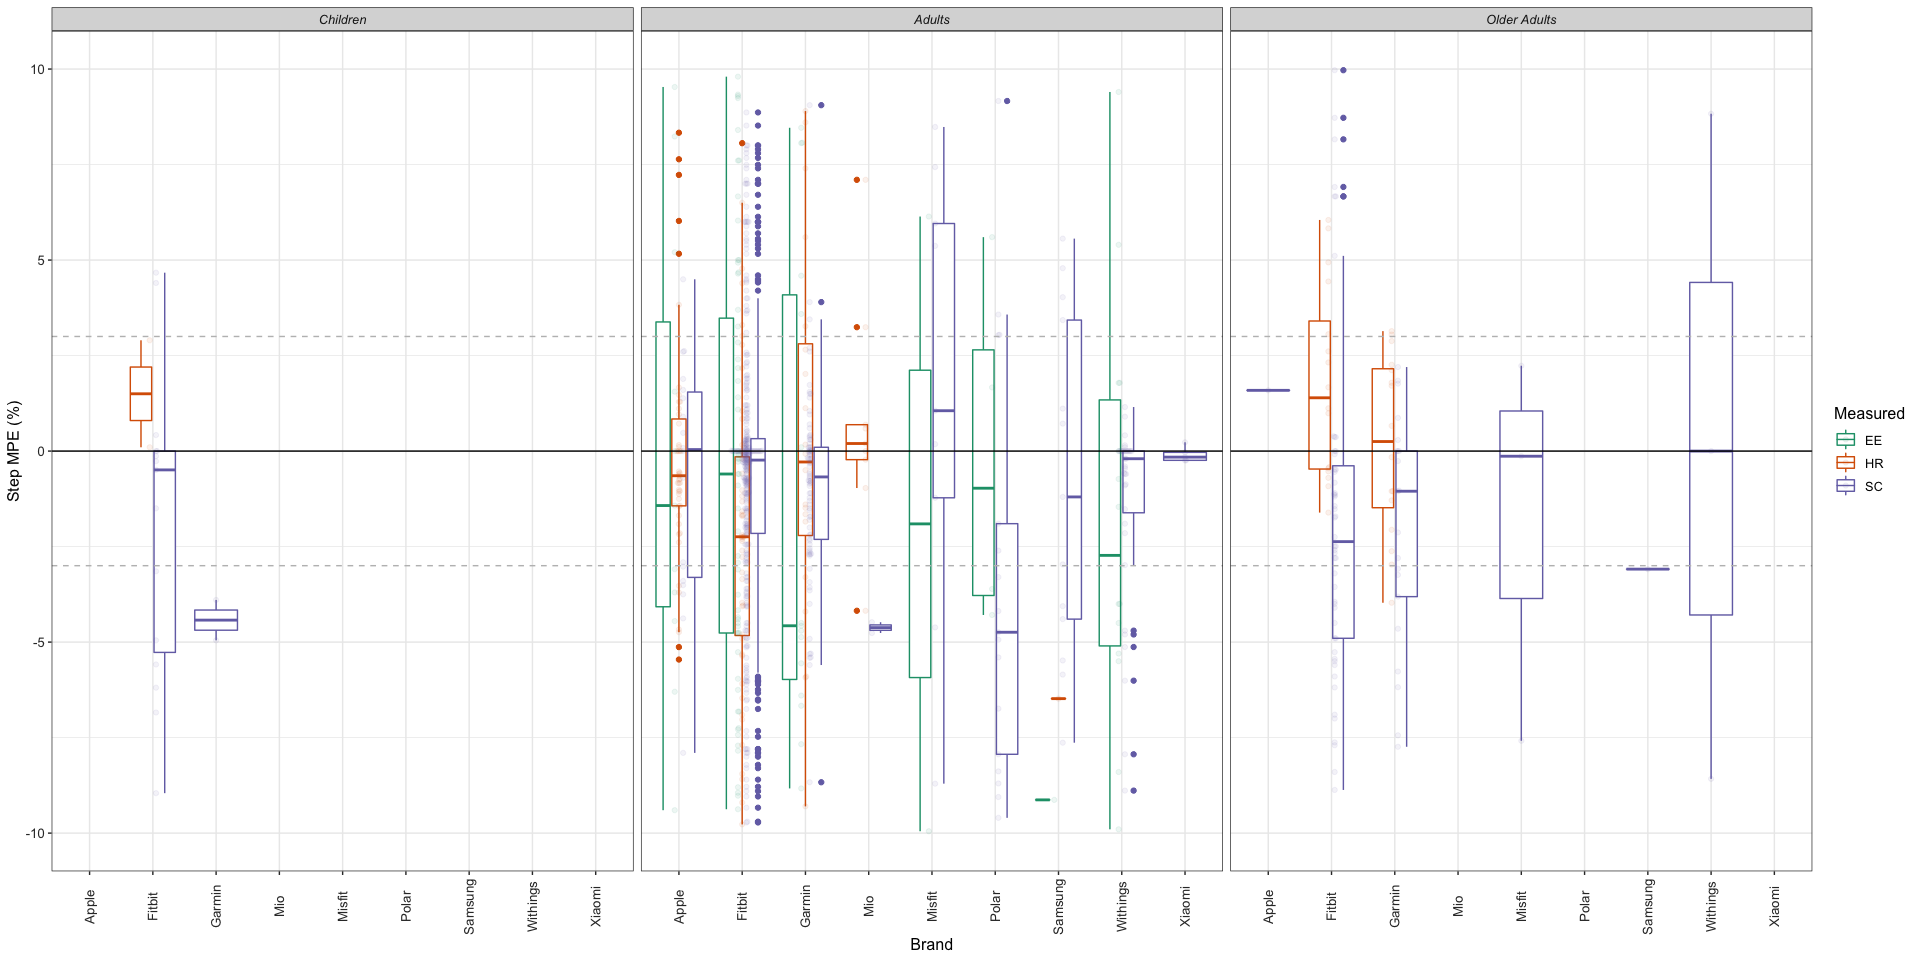 Children Adults Older Adults
10
5
0
-5
-10
Step MPE (%)
Apple Fitbit Garmin Mio Misfit Polar Samsung Withings Xiaomi Apple Fitbit Garmin Mio Misfit Polar Samsung Withings Xiaomi Apple Fitbit Garmin Mio Misfit Polar Samsung Withings Xiaomi
Brand
Measured
EE
HR
SC